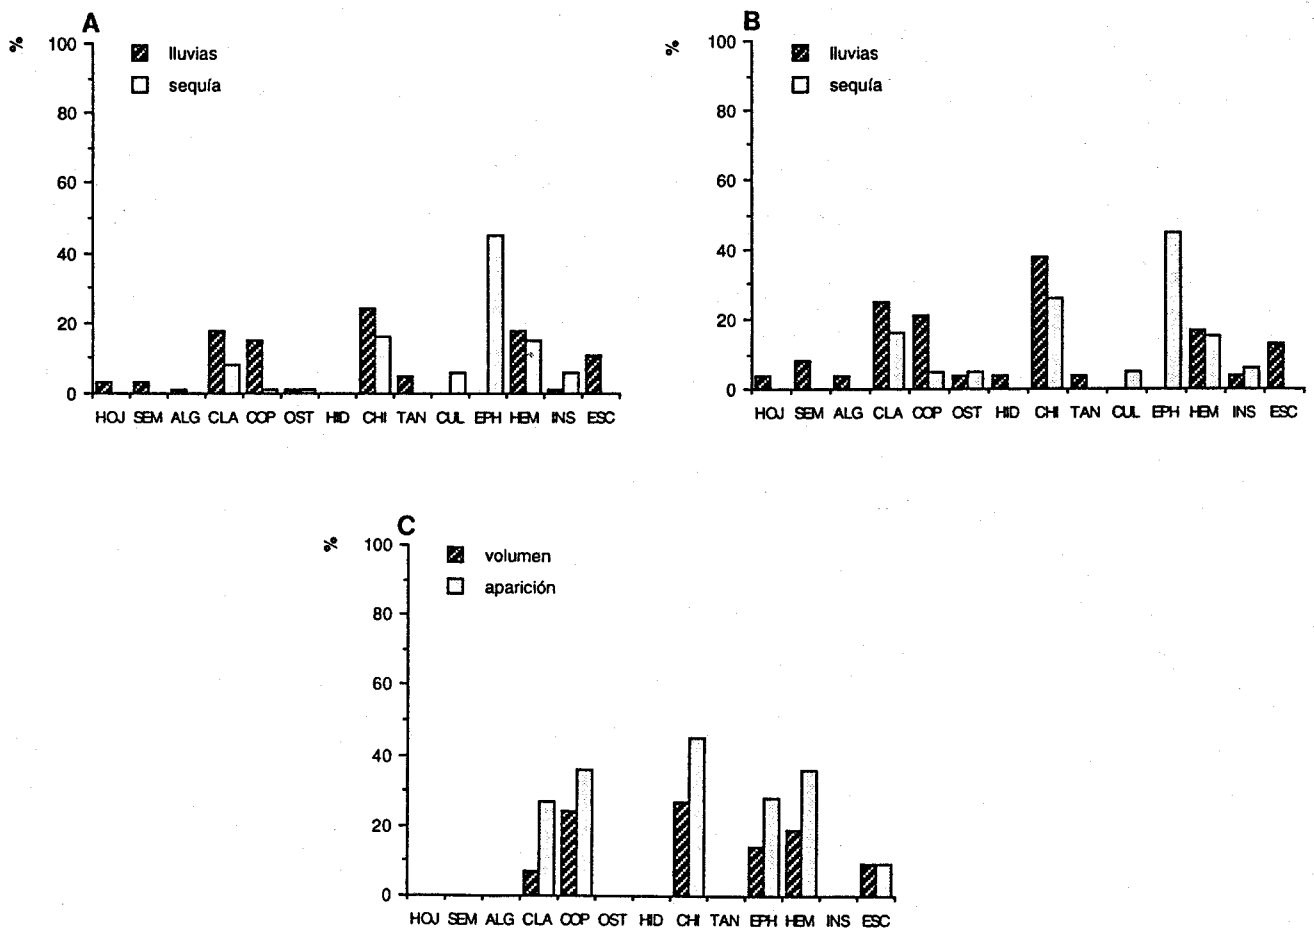 A
%
100
80
60
40
20
0
lluvias
sequía
HOJ SEM ALG CLA COP OST HID CHI TAN CUL EPH HEM INS ESC
B
%
100
80
60
40
20
0
lluvias
sequía
HOJ SEM ALG CLA COP OST HID CHI TAN CUL EPH HEM INS ESC
C
%
100
80
60
40
20
0
volumen
aparición
HOJ SEM ALG CLA COP OST HID CHI TAN EPH HEM INS ESC